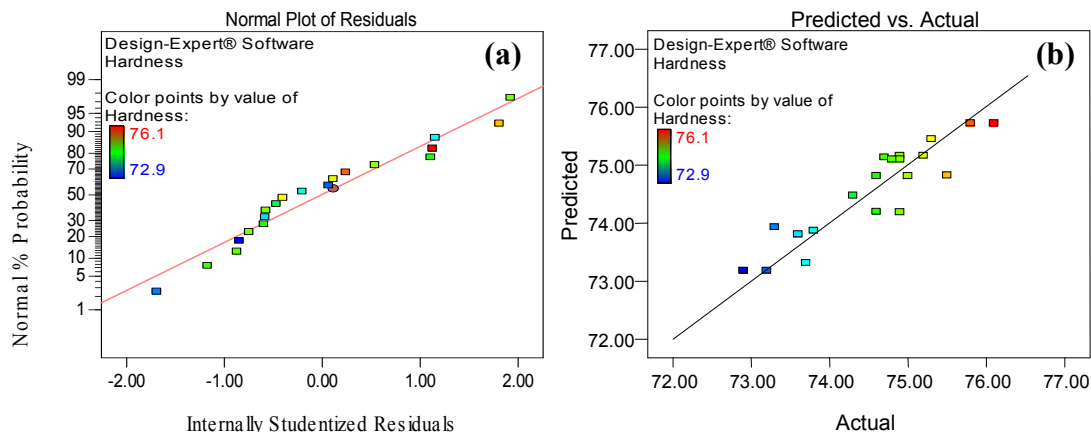 Normal Plot of Residuals
Design-Expert® Software
Hardness
(a)
Color points by value of
Hardness:
76.1
72.9
Normal % Probability
99
95
90
80
70
50
30
20
10
5
1
-2.00 -1.00 0.00 1.00 2.00
Internally Studentized Residuals
Predicted vs. Actual
Design-Expert® Software
Hardness
(b)
Color points by value of
Hardness:
76.1
72.9
Predicted
77.00
76.00
75.00
74.00
73.00
72.00
72.00 73.00 74.00 75.00 76.00 77.00
Actual